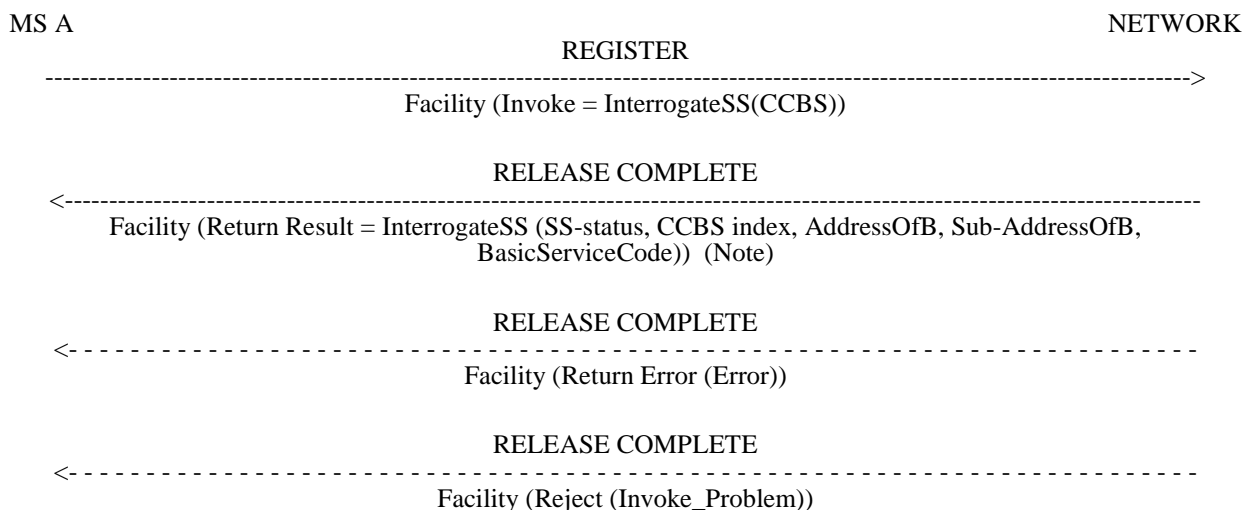 MS A NETWORK
REGISTER
------------------------------------------------------------------------------------------------------------------------------->
Facility (Invoke = InterrogateSS(CCBS))
RELEASE COMPLETE
<-------------------------------------------------------------------------------------------------------------------------------
Facility (Return Result = InterrogateSS (SS-status, CCBS index, AddressOfB, Sub-AddressOfB,
BasicServiceCode)) (Note)
RELEASE COMPLETE
<- - - - - - - - - - - - - - - - - - - - - - - - - - - - - - - - - - - - - - - - - - - - - - - - - - - - - - - - - - - - - - - - - - - - - - - - -
Facility (Return Error (Error))
RELEASE COMPLETE
<- - - - - - - - - - - - - - - - - - - - - - - - - - - - - - - - - - - - - - - - - - - - - - - - - - - - - - - - - - - - - - - - - - - - - - - - -
Facility (Reject (Invoke_Problem))